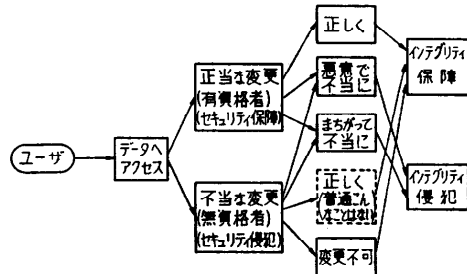 ユーザ
データへ
アクセス
正当な変更
(有資格者)
(セキュリティ保障)
不当な変更
(無資格者)
(セキュリティ侵犯)
正しく
悪意で
不当に
まちがって
不当に
正しく
(普通こん
なことはない)
変更不可
インテグリティ
保障
インテグリティ
侵犯